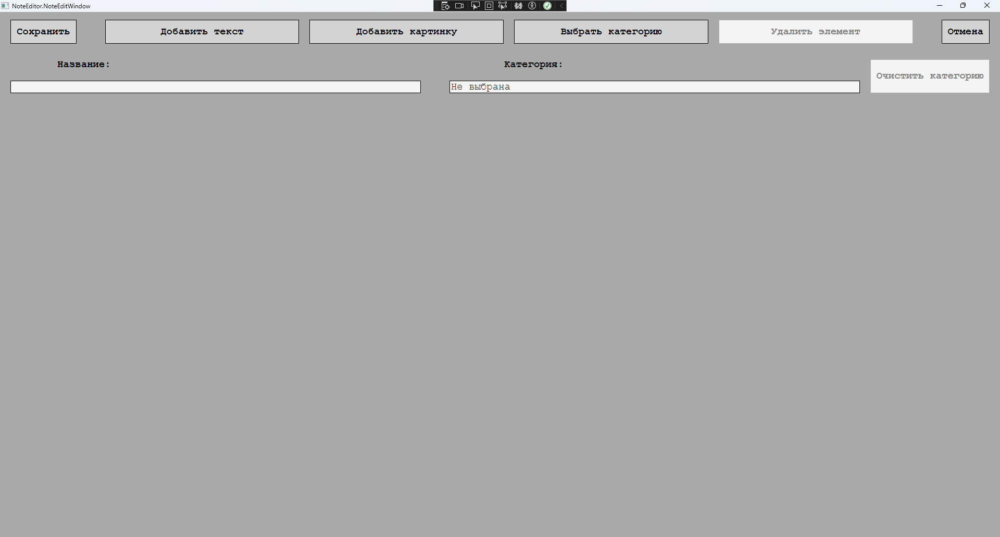 NoteEditor.NoteEditWindow
Сохранить
Добавить текст
Добавить картинку
Выбрать категорию
Удалить элемент
Отмена
Название:
Категория:
Очистить категорию
Не выбрана